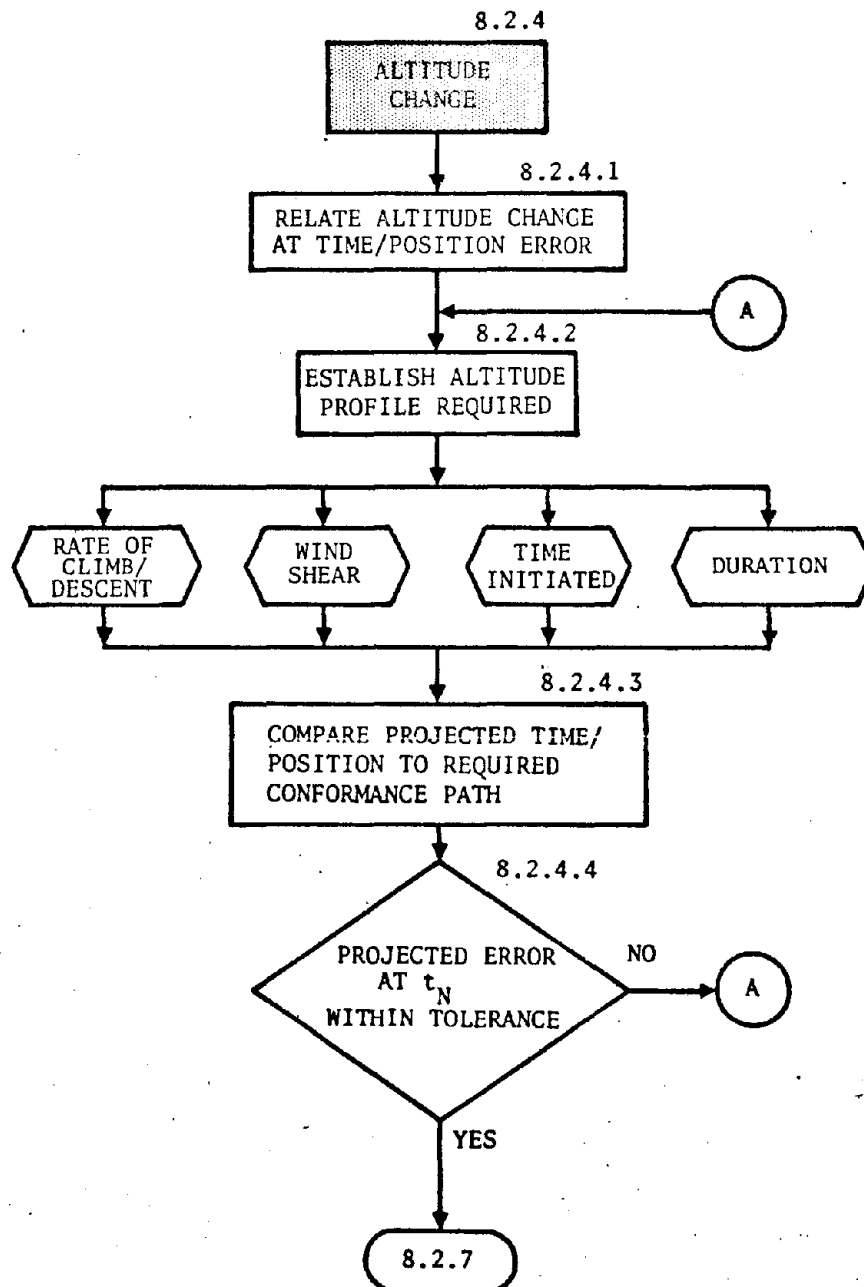 8.2.4
ALTITUDE
CHANGE
8.2.4.1
RELATE ALTITUDE CHANGE
AT TIME/POSITION ERROR
A
8.2.4.2
ESTABLISH ALTITUDE
PROFILE REQUIRED
RATE OF
CLIMB/
DESCENT
WIND
SHEAR
TIME
INITIATED
DURATION
8.2.4.3
COMPARE PROJECTED TIME/
POSITION TO REQUIRED
CONFORMANCE PATH
8.2.4.4
PROJECTED ERROR
AT tN
WITHIN TOLERANCE
NO
A
YES
8.2.7